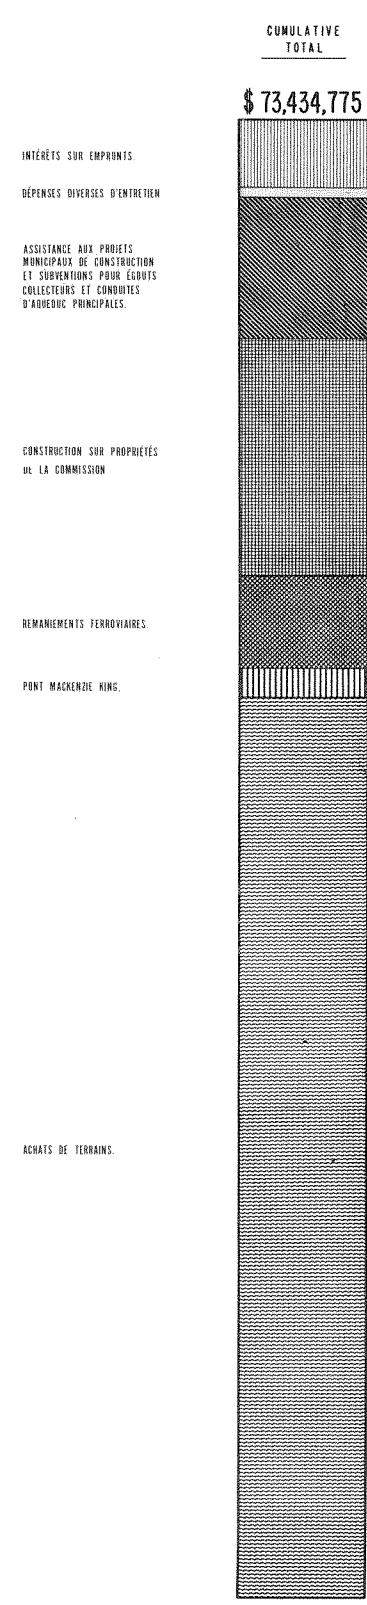 CUMULATIVE
TOTAL
$ 73,434,775
INTÉRÊTS SUR EMPRUNTS.
DÉPENSES DIVERSES D'ENTRETIEN
ASSISTANCE AUX PROJETS
MUNICIPAUX DE CONSTRUCTION
ET SUBVENTIONS POUR ÉGOUTS
COLLECTEURS ET CONDUITES
D'AQUEDUC PRINCIPALES.
CONSTRUCTION SUR PROPRIÉTÉS
DE LA COMMISSION
REMANIEMENTS FERROVIAIRES.
PONT MACKENZIE KING.
ACHATS DE TERRAINS.